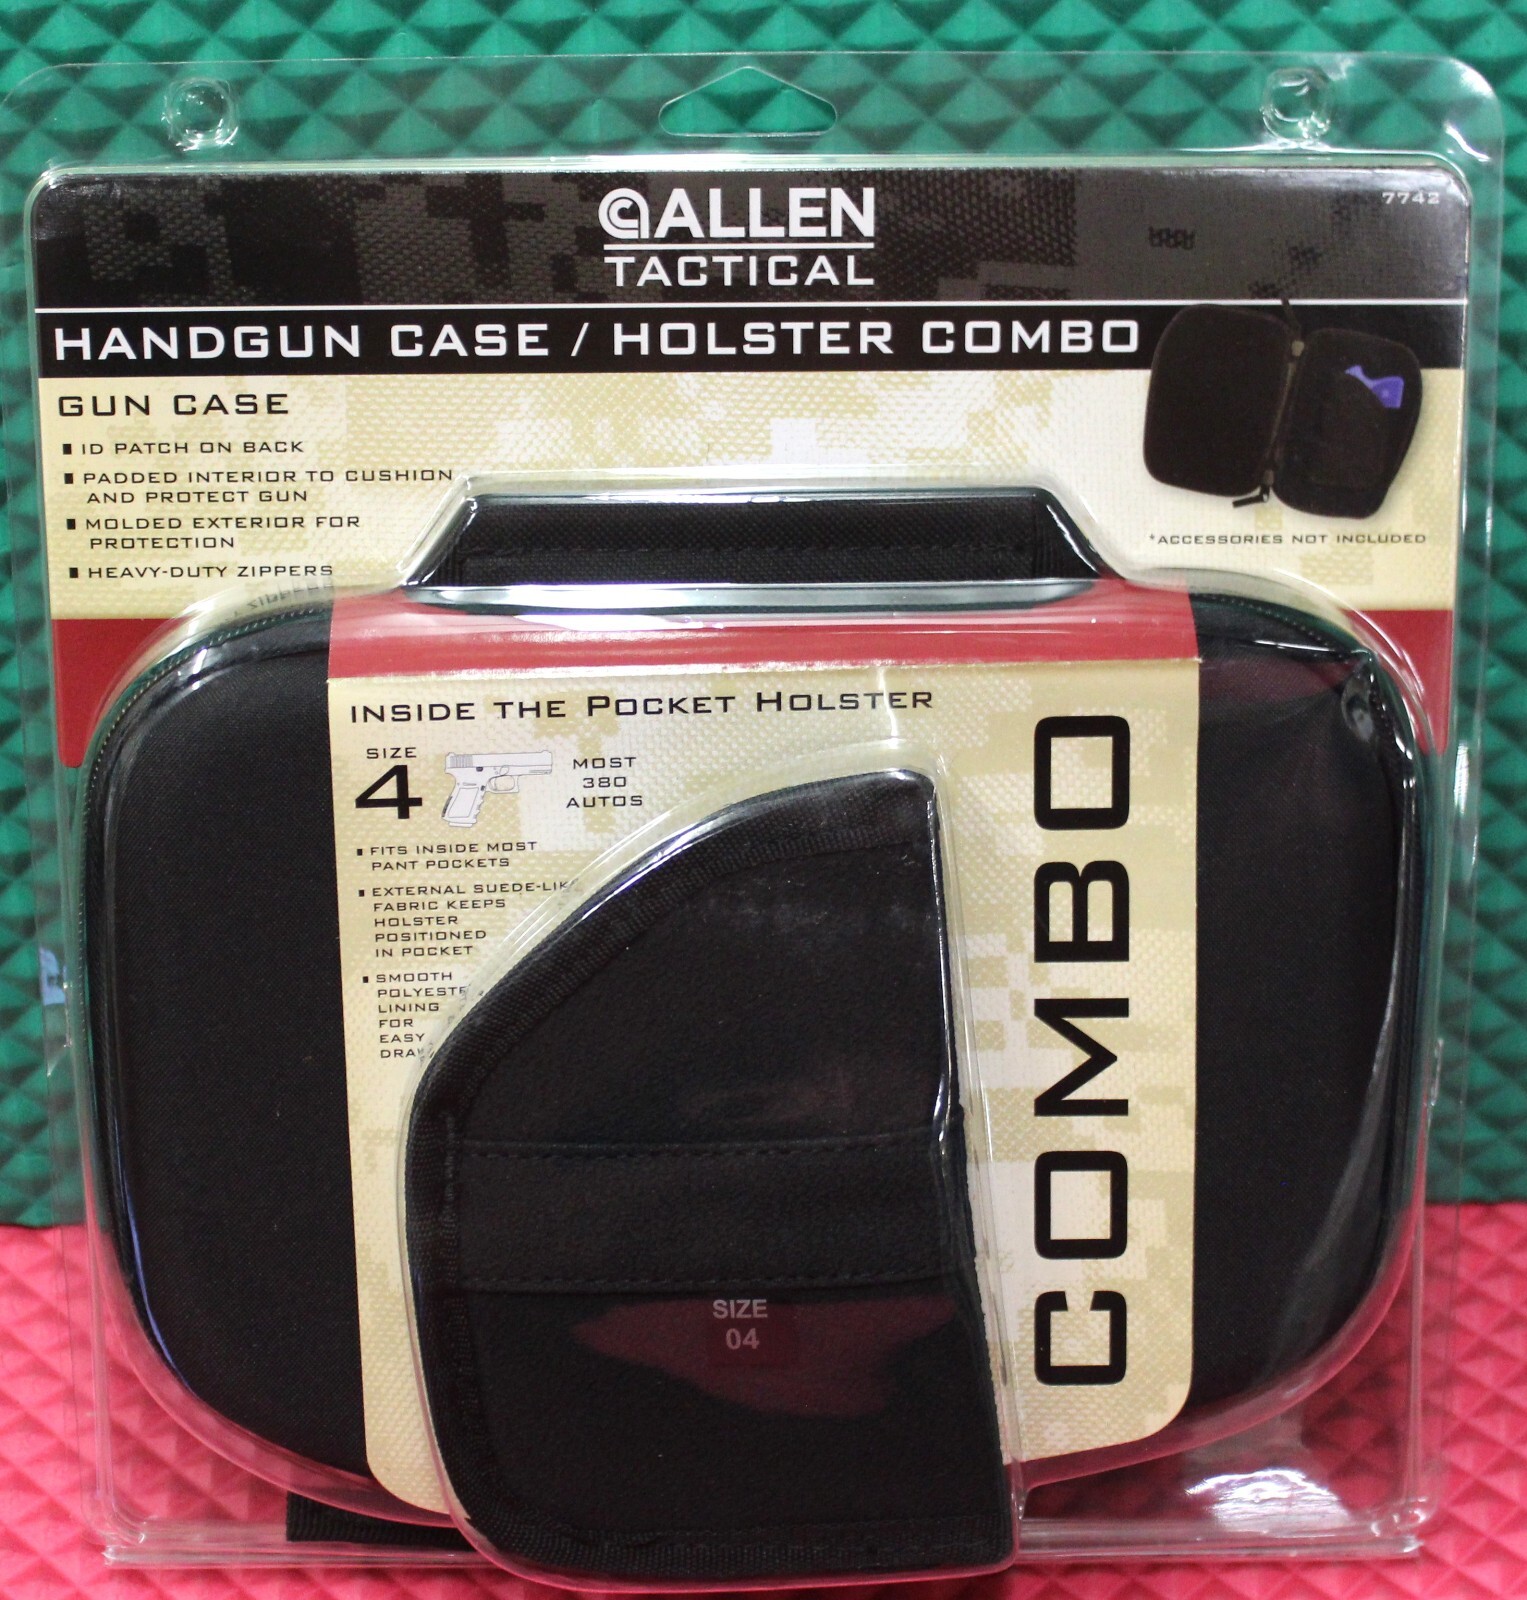 ALLEN
TACTICAL
7742
HANDGUN CASE / HOLSTER COMBO
GUN CASE
▪ ID PATCH ON BACK
▪ PADDED INTERIOR TO CUSHION
AND PROTECT GUN
▪ MOLDED EXTERIOR FOR
PROTECTION
▪ HEAVY-DUTY ZIPPERS
*ACCESSORIES NOT INCLUDED
INSIDE THE POCKET HOLSTER
SIZE
4
MOST
380
AUTOS
▪ FITS INSIDE MOST
PANT POCKETS
▪ EXTERNAL SUEDE-LIK
FABRIC KEEPS
HOLSTER
POSITIONED
IN POCKET
▪ SMOOTH
POLYESTE
LINING
FOR
EASY
DRAW
COMBO
SIZE
04